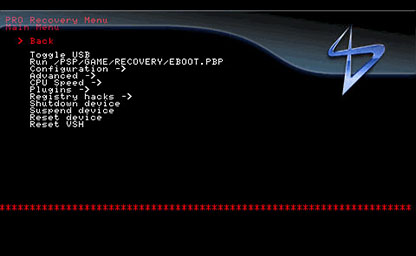 PRO Recovery Menu
Main Menu
> Back
Toggle USB
Run /PSP/GAME/RECOVERY/EBOOT.PBP
Configuration ->
Advanced ->
CPU Speed ->
Plugins ->
Registry hacks ->
Shutdown device
Suspend device
Reset device
Reset VSH
********************************************************************